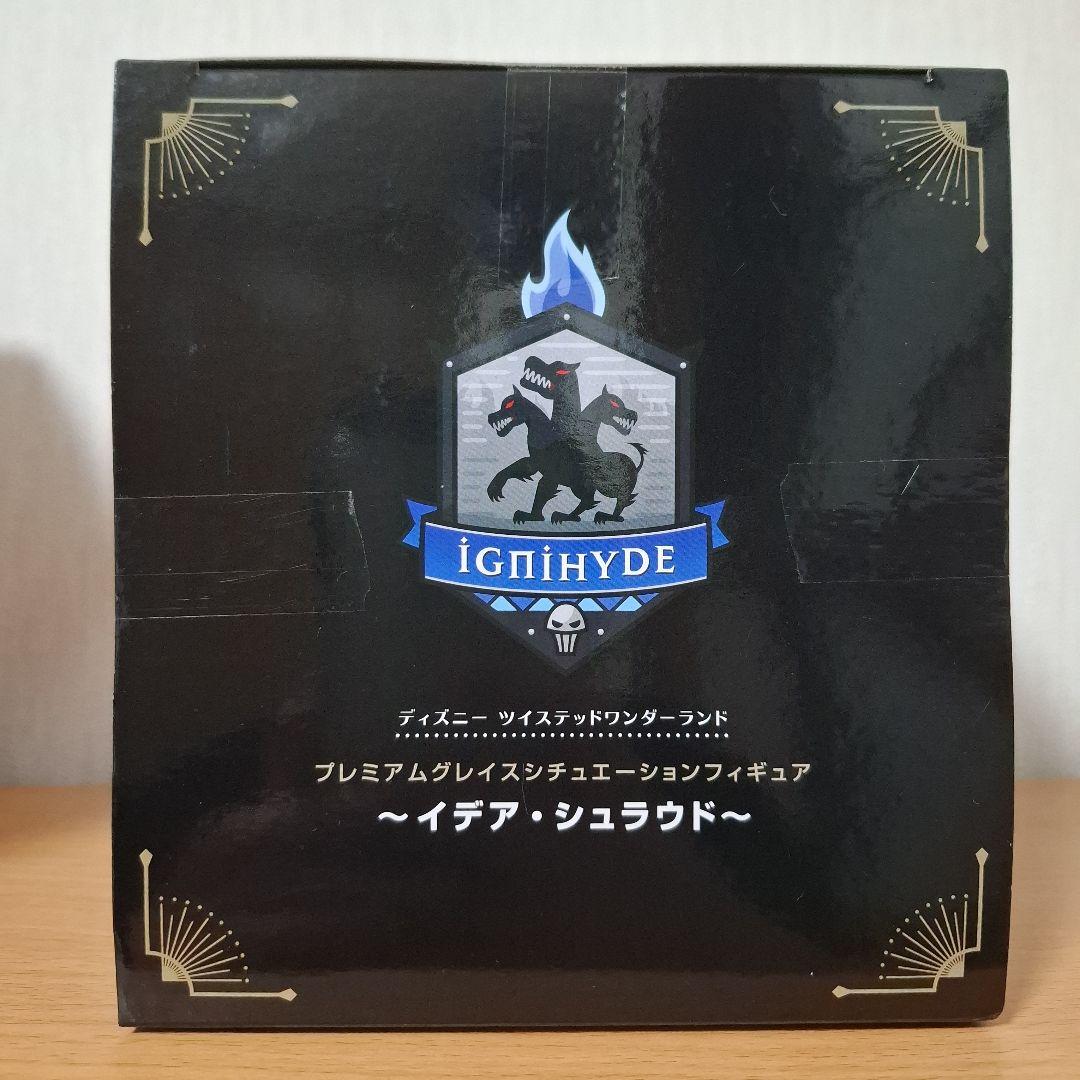 iGniHYDE
ディズニー ツイステッドワンダーランド
プレミアムグレイスシチュエーションフィギュア
～イデア・シュラウド～